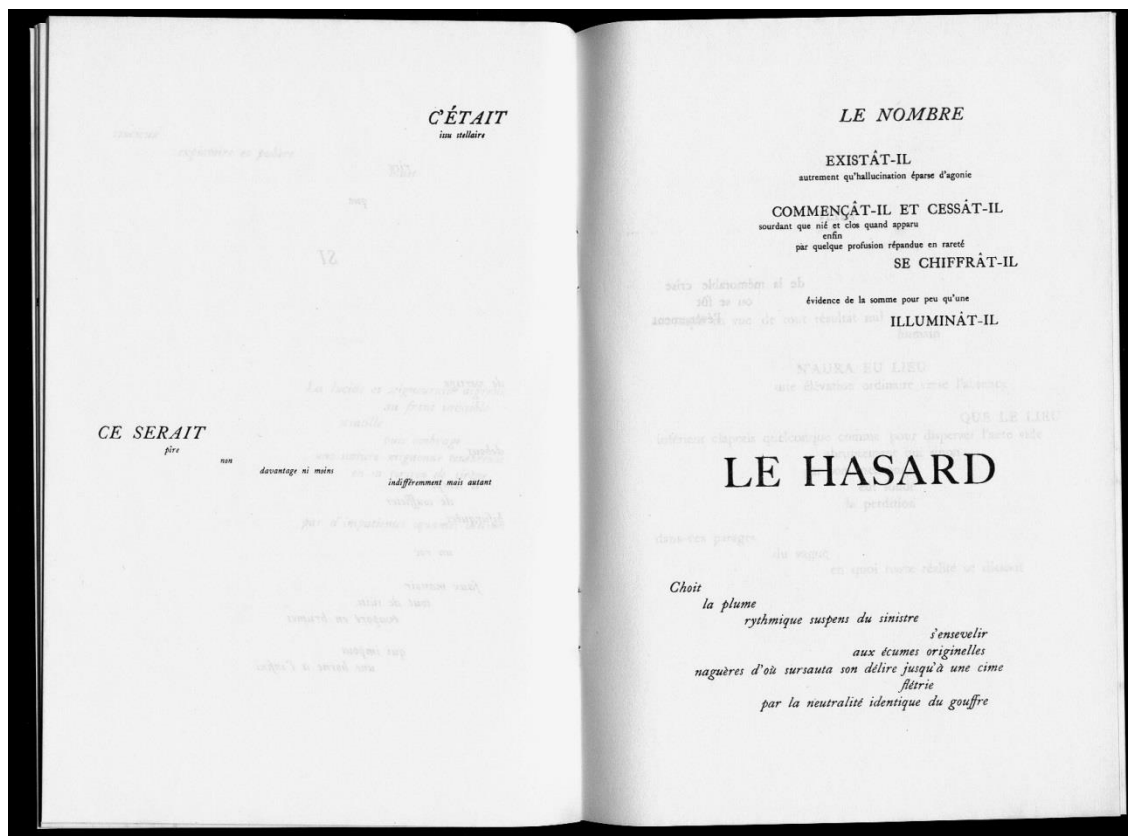 C'ÉTAIT
issu stellaire
CE SERAIT
pire
non
davantage ni moins
indifféremment mais autant
LE NOMBRE
EXISTÂT-IL
autrement qu'hallucination éparse d'agonie
COMMENÇÂT-IL ET CESSÂT-IL
sourdant que nié et clos quand apparu
enfin
par quelque profusion répandue en rareté
SE CHIFFRÂT-IL
évidence de la somme pour peu qu'une
ILLUMINÂT-IL
LE HASARD
Choit
la plume
rythmique suspens du sinistre
s'ensevelir
aux écumes originelles
naguères d'où sursauta son délire jusqu'à une cime
flétrie
par la neutralité identique du gouffre